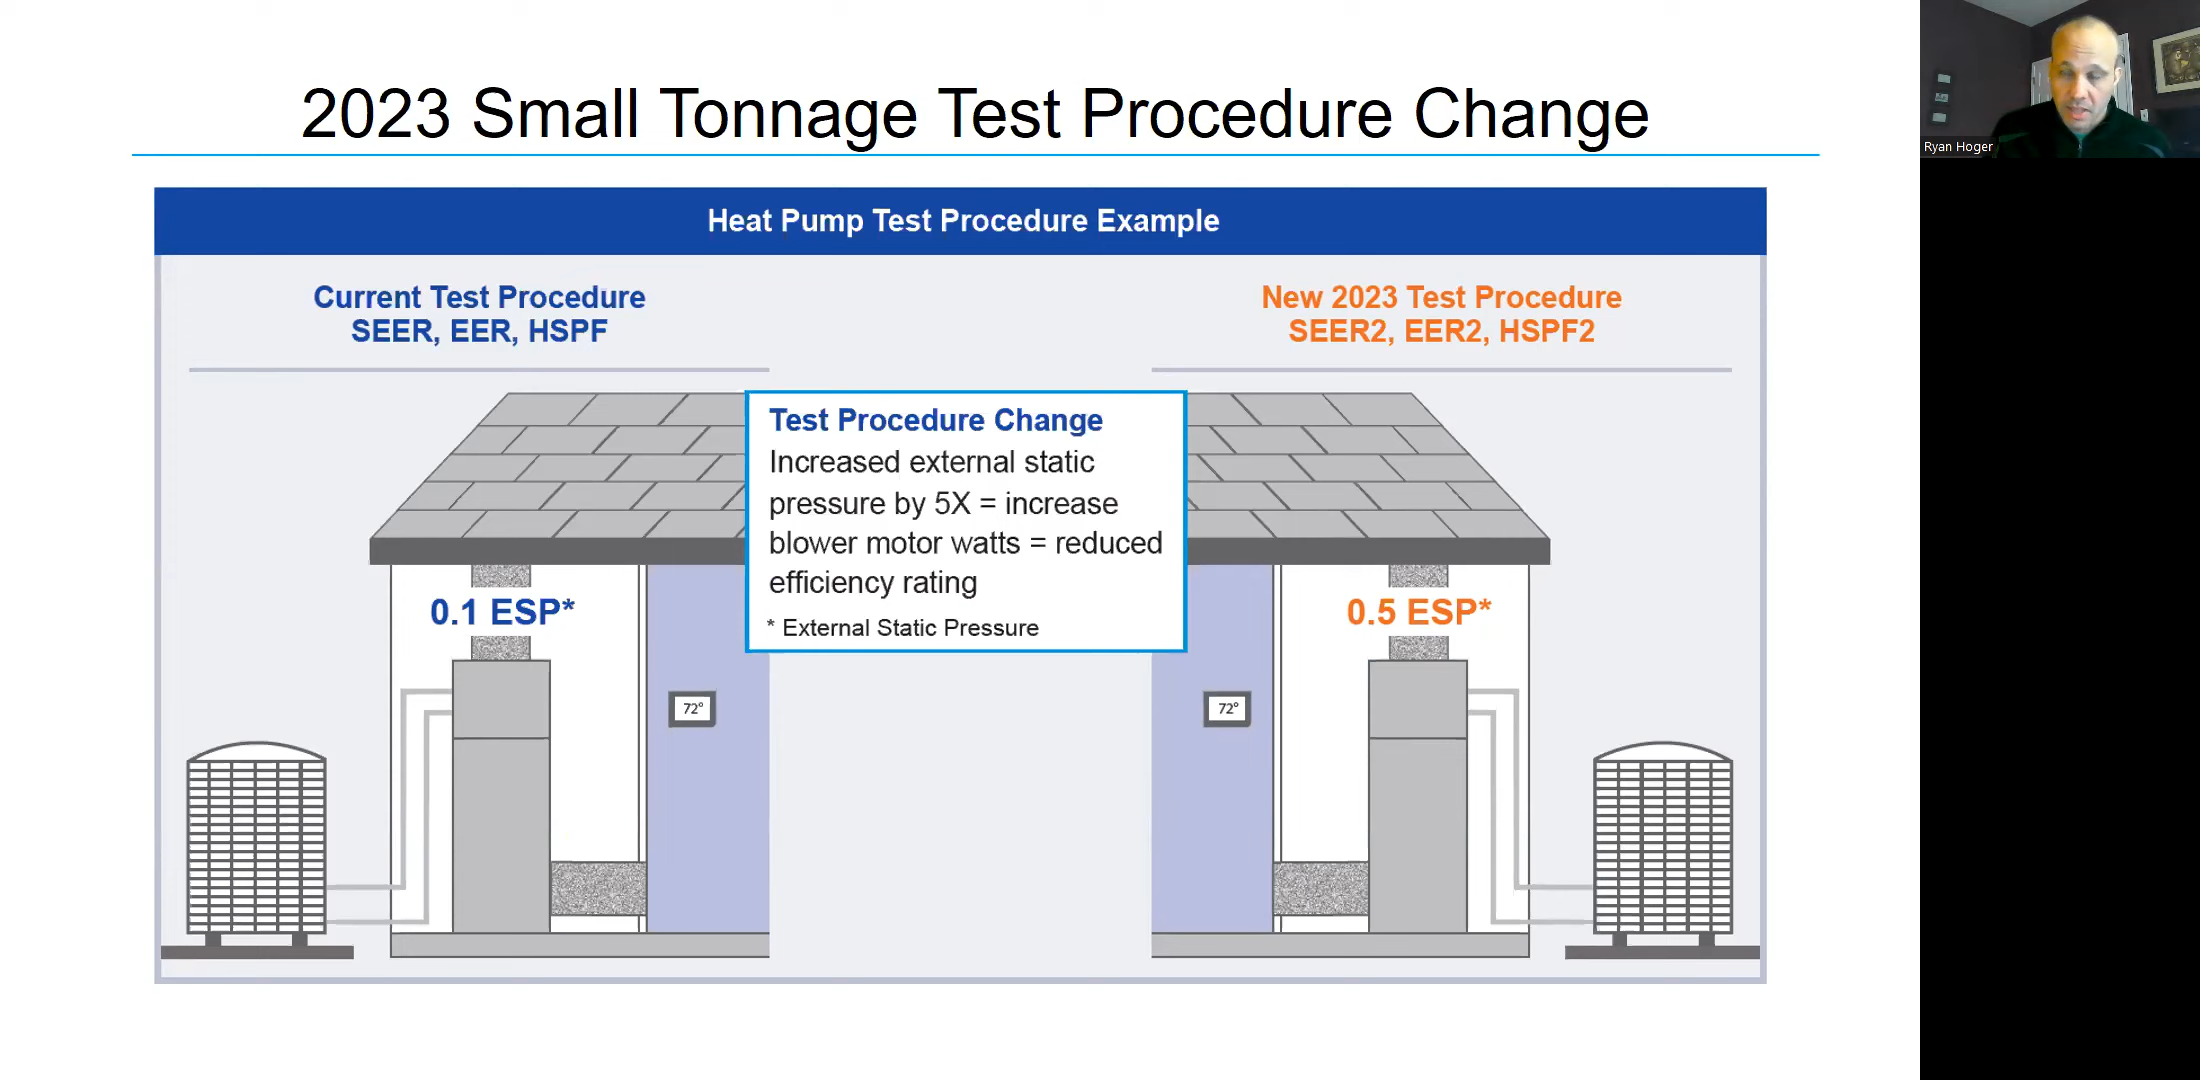 2023 Small Tonnage Test Procedure Change
Ryan Hoger
Heat Pump Test Procedure Example
Current Test Procedure
SEER, EER, HSPF
New 2023 Test Procedure
SEER2, EER2, HSPF2
Test Procedure Change
Increased external static
pressure by 5X = increase
blower motor watts = reduced
efficiency rating
* External Static Pressure
0.1 ESP*
0.5 ESP*
72°
72°